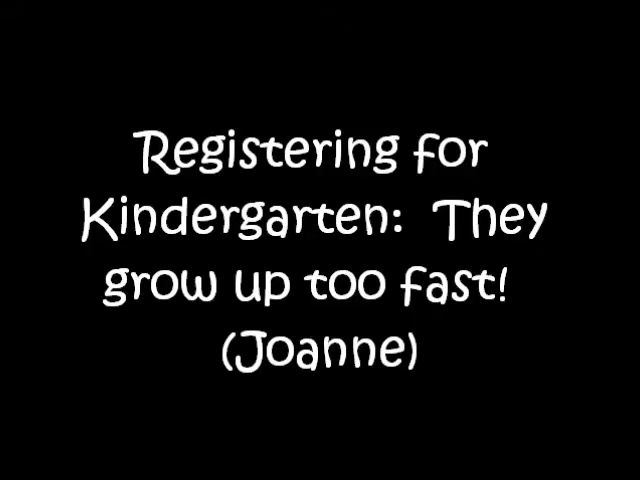 Registering for
Kindergarten:  They
grow up too fast!
(Joanne)